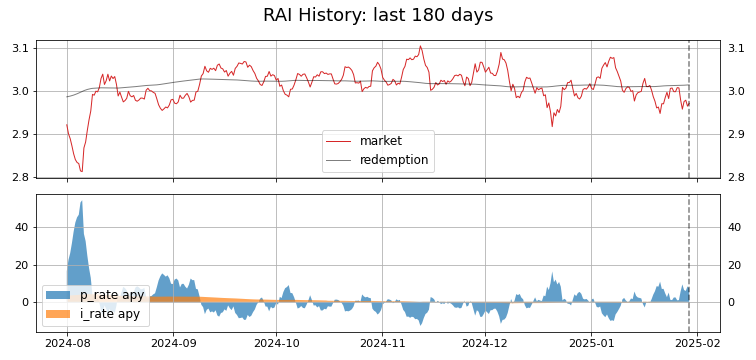 RAI History: last 180 days
3.1 3.1
3.0 3.0
2.9 2.9
2.8 2.8
market
redemption
40 40
20 20
0 0
p_rate apy
i_rate apy
2024-08 2024-09 2024-10 2024-11 2024-12 2025-01 2025-02